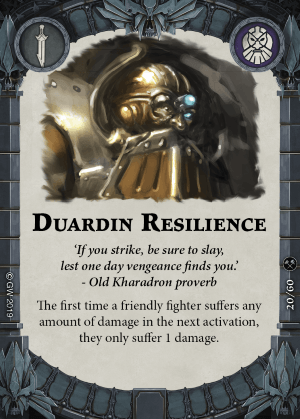 Duardin Resilience
‘If you strike, be sure to slay,
lest one day vengeance finds you.’
- Old Kharadron proverb
The first time a friendly fighter suffers any
amount of damage in the next activation,
they only suffer 1 damage.
©GW 2019
20/60